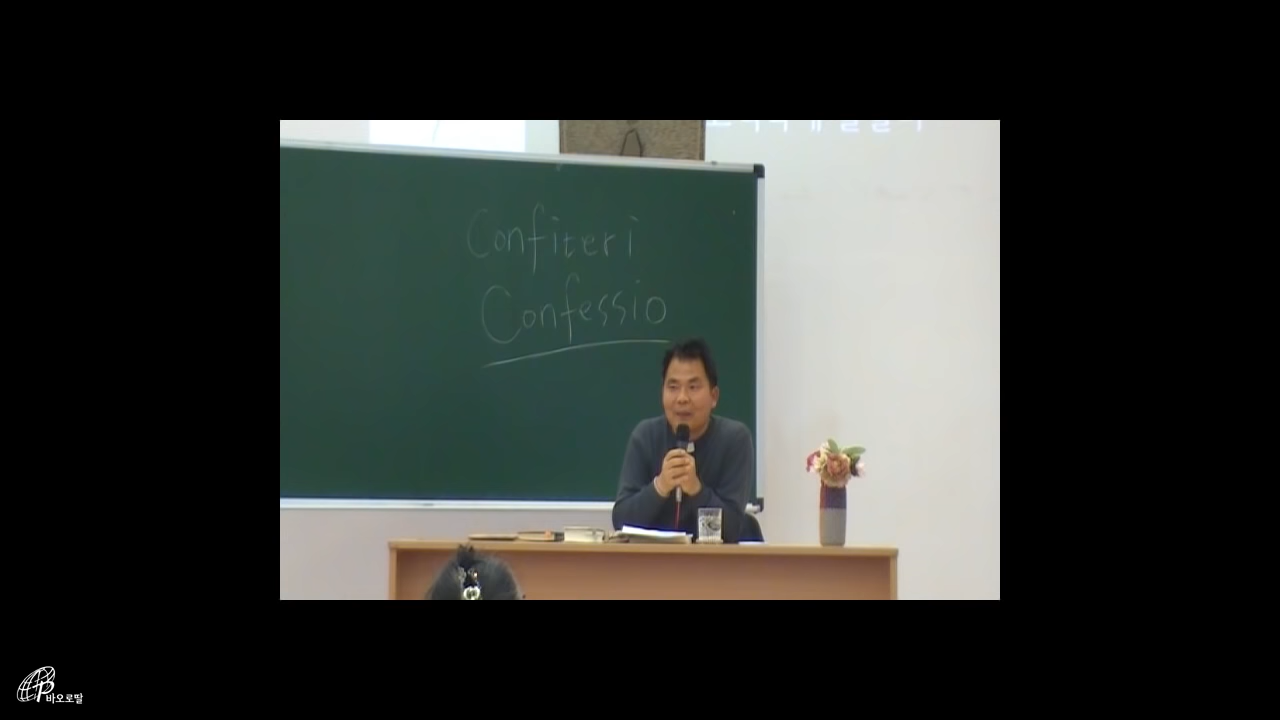 Confiteri
Confessio
바오로딸